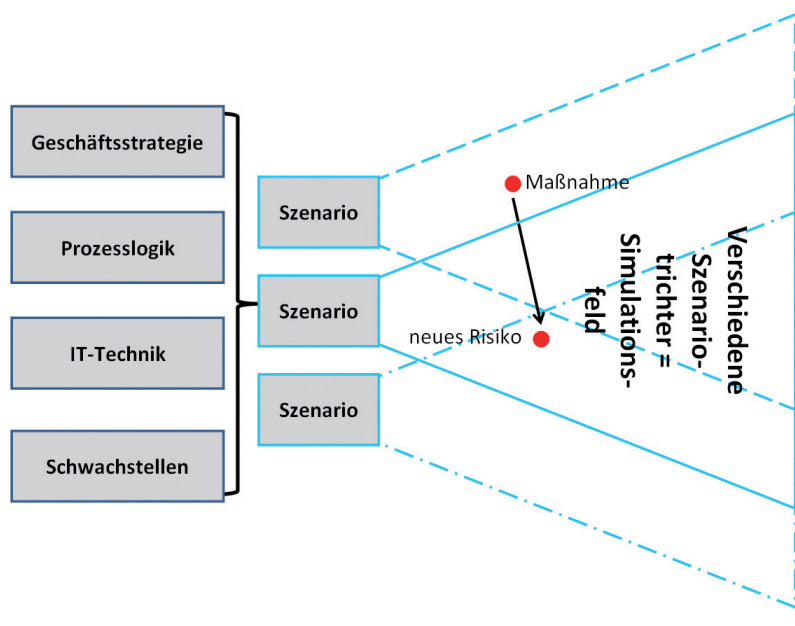 Geschäftsstrategie
Prozesslogik
IT-Technik
Schwachstellen
Szenario
Szenario
Szenario
Maßnahme
neues Risiko
Verschiedene
Szenario-
trichter =
Simulations-
feld